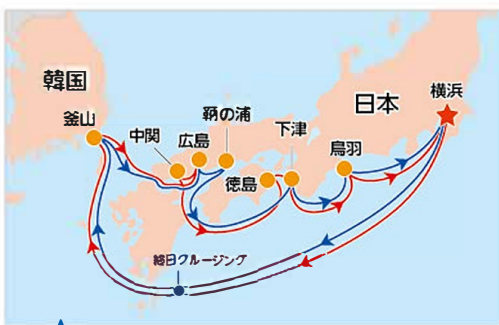 韓国
釜山
中関
広島
鞆の浦
徳島
下津
日本
鳥羽
横浜
終日クルージング